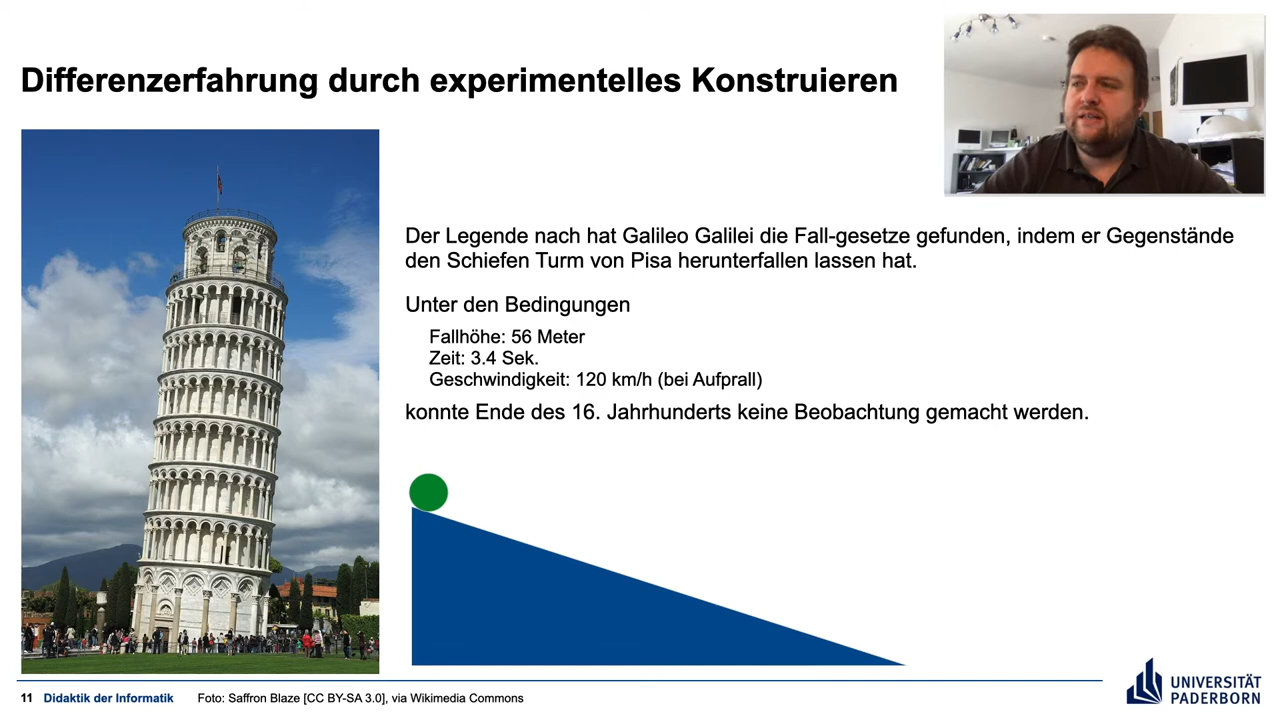 Differenzerfahrung durch experimentelles Konstruieren
Der Legende nach hat Galileo Galilei die Fall-gesetze gefunden, indem er Gegenstände
den Schiefen Turm von Pisa herunterfallen lassen hat.
Unter den Bedingungen
Fallhöhe: 56 Meter
Zeit: 3.4 Sek.
Geschwindigkeit: 120 km/h (bei Aufprall)
konnte Ende des 16. Jahrhunderts keine Beobachtung gemacht werden.
11 Didaktik der Informatik Foto: Saffron Blaze [CC BY-SA 3.0], via Wikimedia Commons
UNIVERSITÄT
PADERBORN